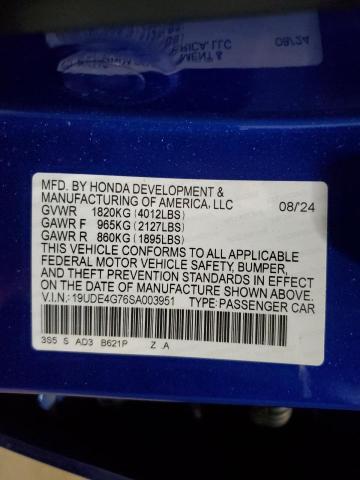 MFD. BY HONDA DEVELOPMENT &
MANUFACTURING OF AMERICA, LLC 08/24
GVWR 1820KG (4012LBS)
GAWR F 965KG (2127LBS)
GAWR R 860KG (1895LBS)
THIS VEHICLE CONFORMS TO ALL APPLICABLE
FEDERAL MOTOR VEHICLE SAFETY, BUMPER,
AND THEFT PREVENTION STANDARDS IN EFFECT
ON THE DATE OF MANUFACTURE SHOWN ABOVE.
V.I.N.: 19UDE4G76SA003951 TYPE: PASSENGER CAR
3S5 S AD3 B621P Z A